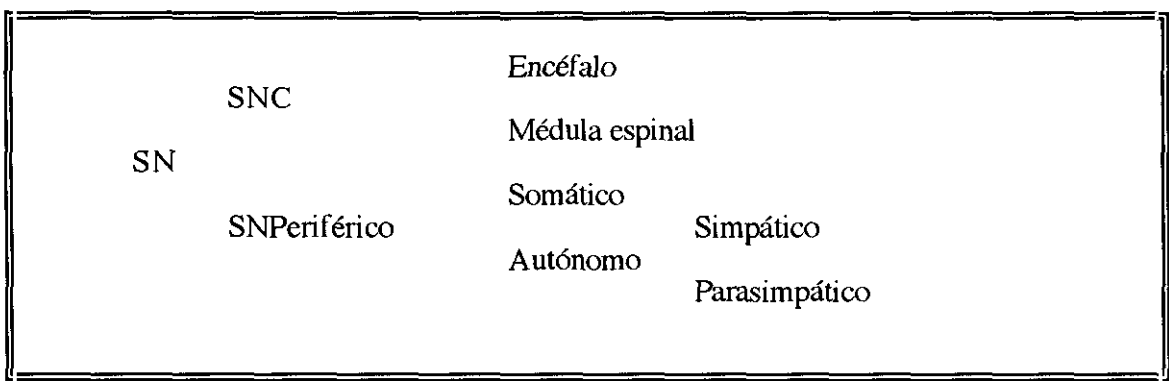 Encéfalo
SNC
Médula espinal
SN
Somático
SNPeriférico
Simpático
Autónomo
Parasimpático